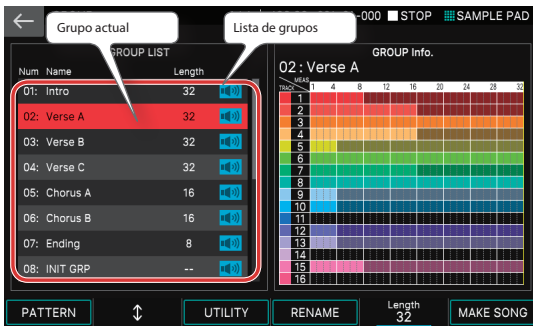 -000 STOP SAMPLE PAD
Grupo actual
Lista de grupos
GROUP LIST
Num Name Length
01: Intro 32
02: Verse A 32
03: Verse B 32
04: Verse C 32
05: Chorus A 16
06: Chorus B 16
07: Ending 8
08: INIT GRP --
GROUP Info.
02: Verse A
MEAS
TRACK 1 4 8 12 16 20 24 28 32
1
2
3
4
5
6
7
8
9
10
11
12
13
14
15
16
PATTERN
UTILITY
RENAME
Length
32
MAKE SONG